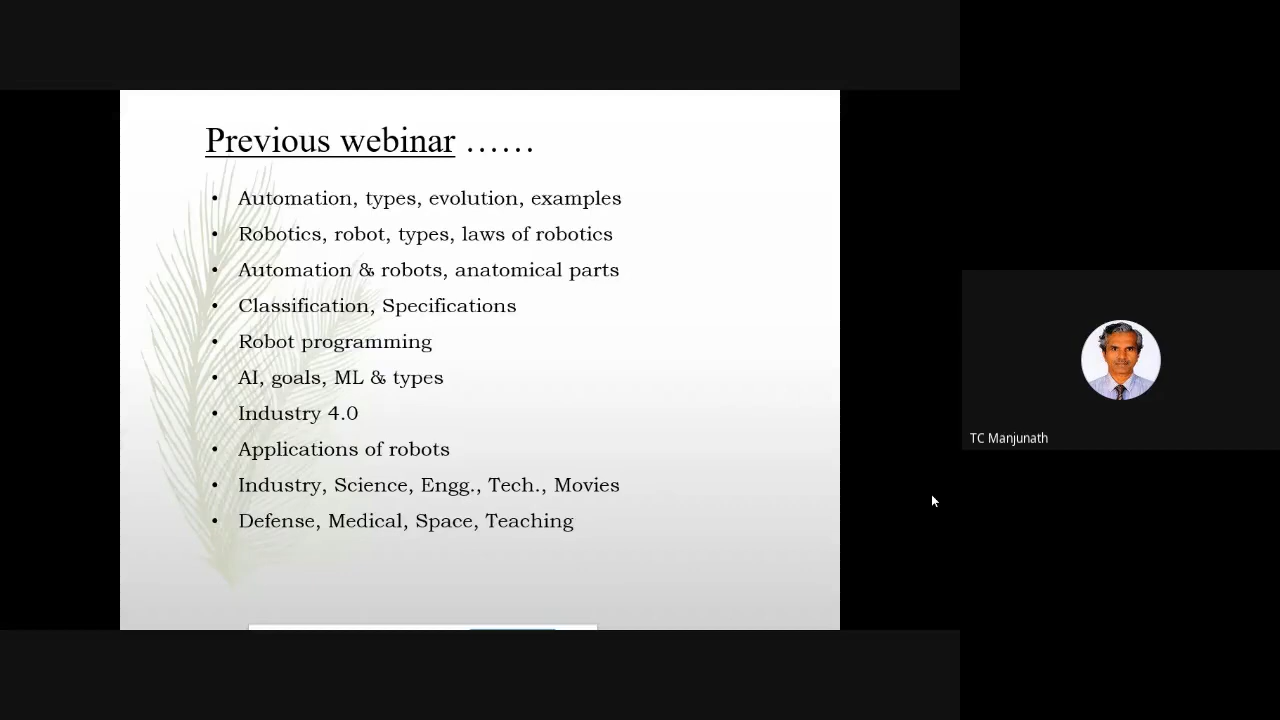 Previous webinar ......
• Automation, types, evolution, examples
• Robotics, robot, types, laws of robotics
• Automation & robots, anatomical parts
• Classification, Specifications
• Robot programming
• AI, goals, ML & types
• Industry 4.0
• Applications of robots
• Industry, Science, Engg., Tech., Movies
• Defense, Medical, Space, Teaching
TC Manjunath